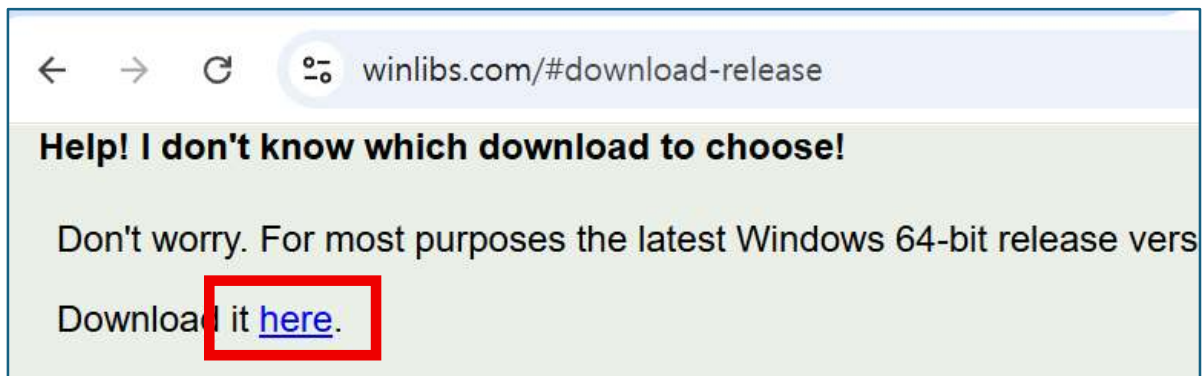 winlibs.com/#download-release
Help! I don't know which download to choose!
Don't worry. For most purposes the latest Windows 64-bit release vers
Download it here.